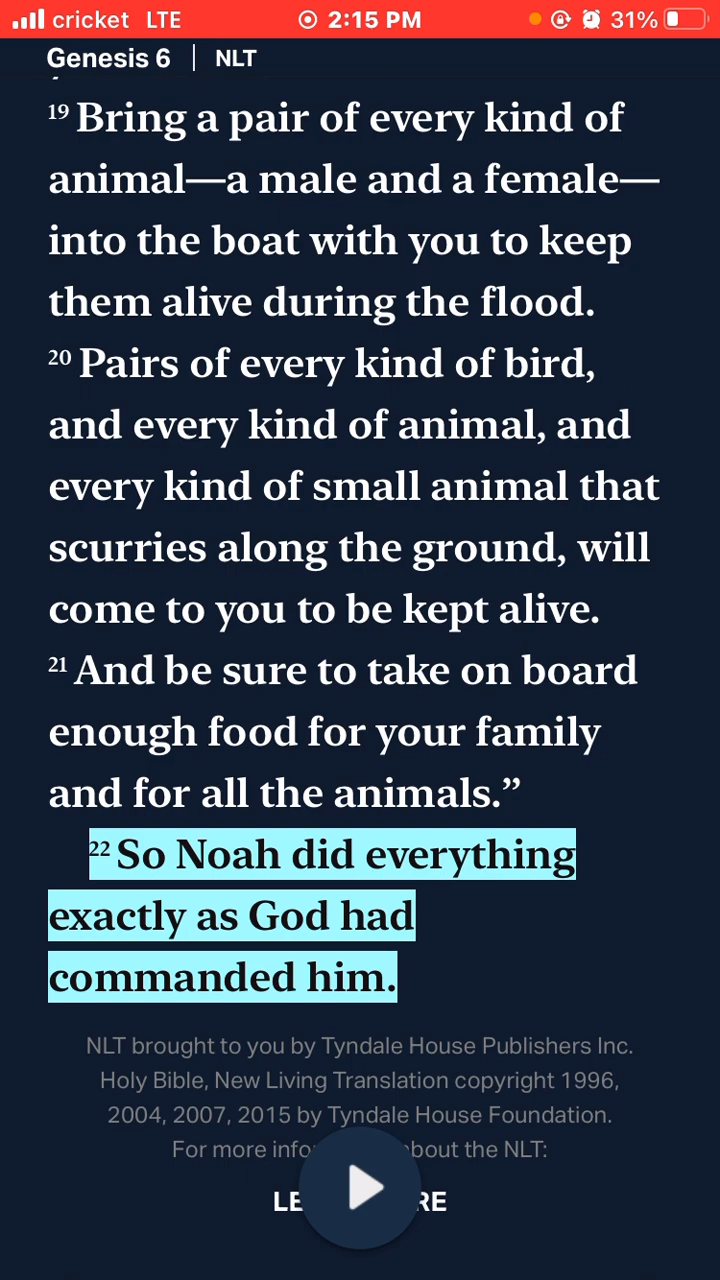 cricket LTE 2:15 PM 31%
Genesis 6 | NLT
19 Bring a pair of every kind of
animal—a male and a female—
into the boat with you to keep
them alive during the flood.
20 Pairs of every kind of bird,
and every kind of animal, and
every kind of small animal that
scurries along the ground, will
come to you to be kept alive.
21 And be sure to take on board
enough food for your family
and for all the animals.”
22 So Noah did everything
exactly as God had
commanded him.
NLT brought to you by Tyndale House Publishers Inc.
Holy Bible, New Living Translation copyright 1996,
2004, 2007, 2015 by Tyndale House Foundation.
For more info bout the NLT:
LE RE